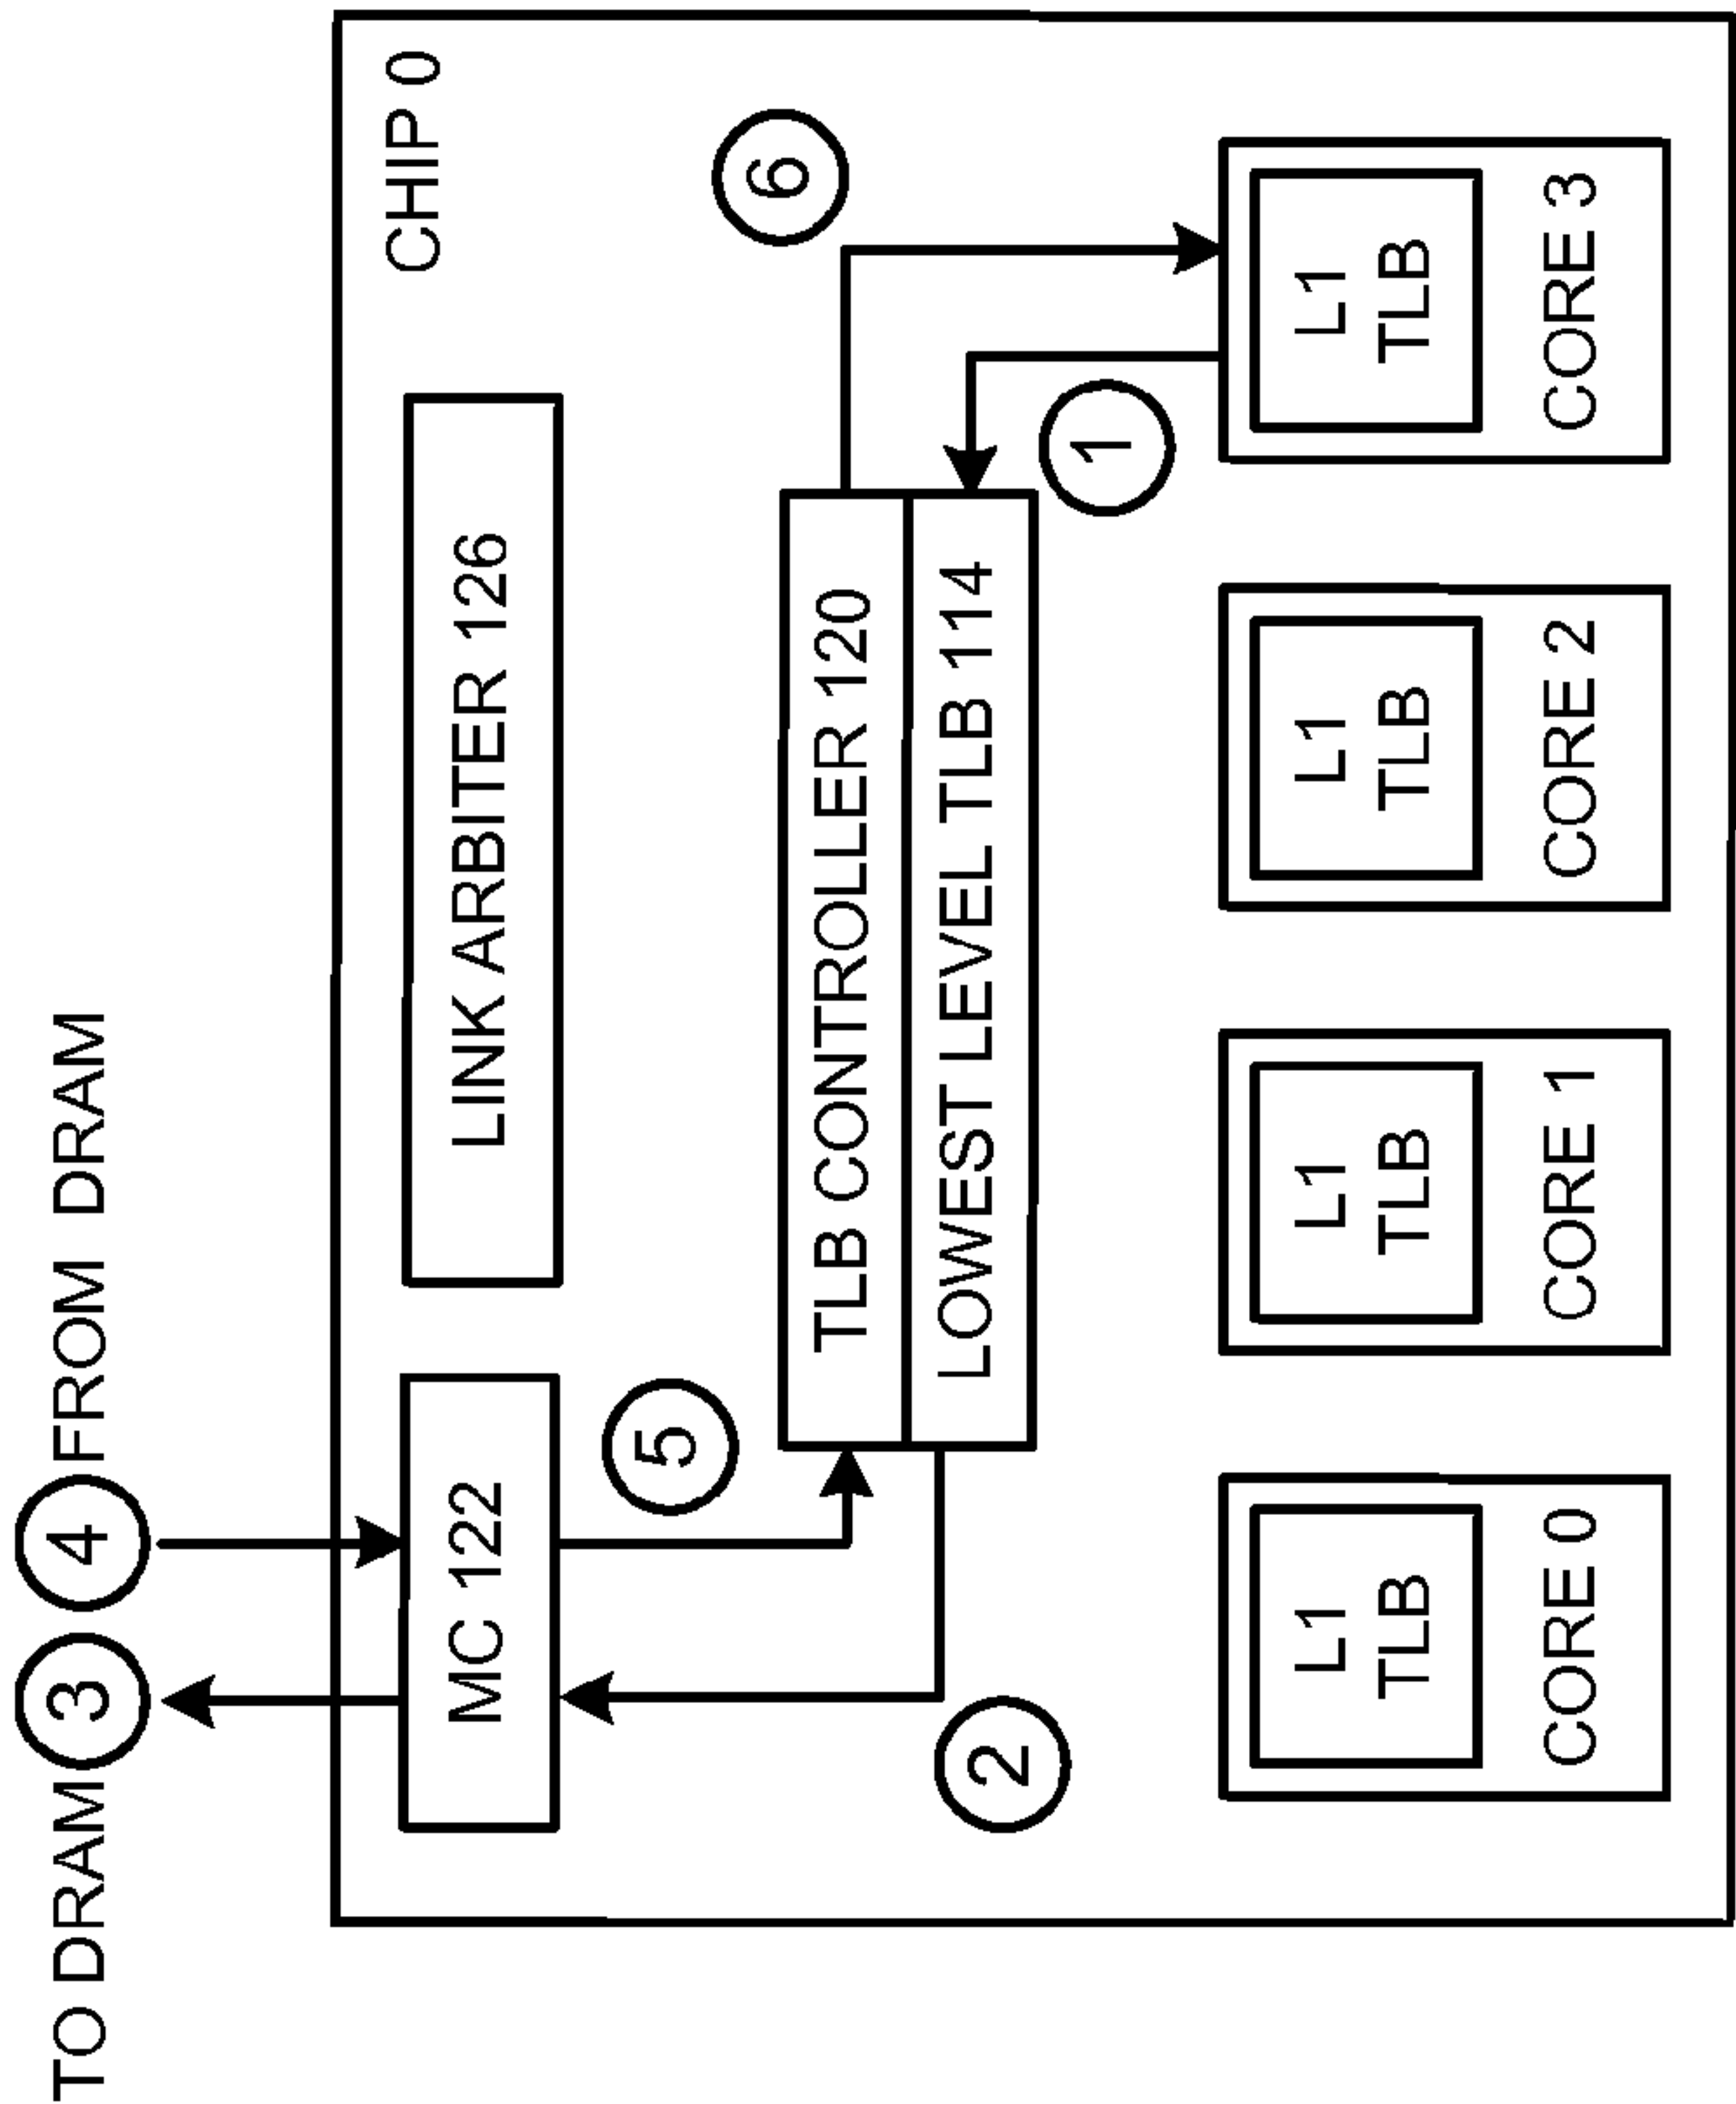 TO DRAM 3 4 FROM DRAM
CHIP 0
MC 122
LINK ARBITER 126
5
6
TLB CONTROLLER 120
LOWEST LEVEL TLB 114
2
1
L1
TLB
CORE 0
L1
TLB
CORE 1
L1
TLB
CORE 2
L1
TLB
CORE 3